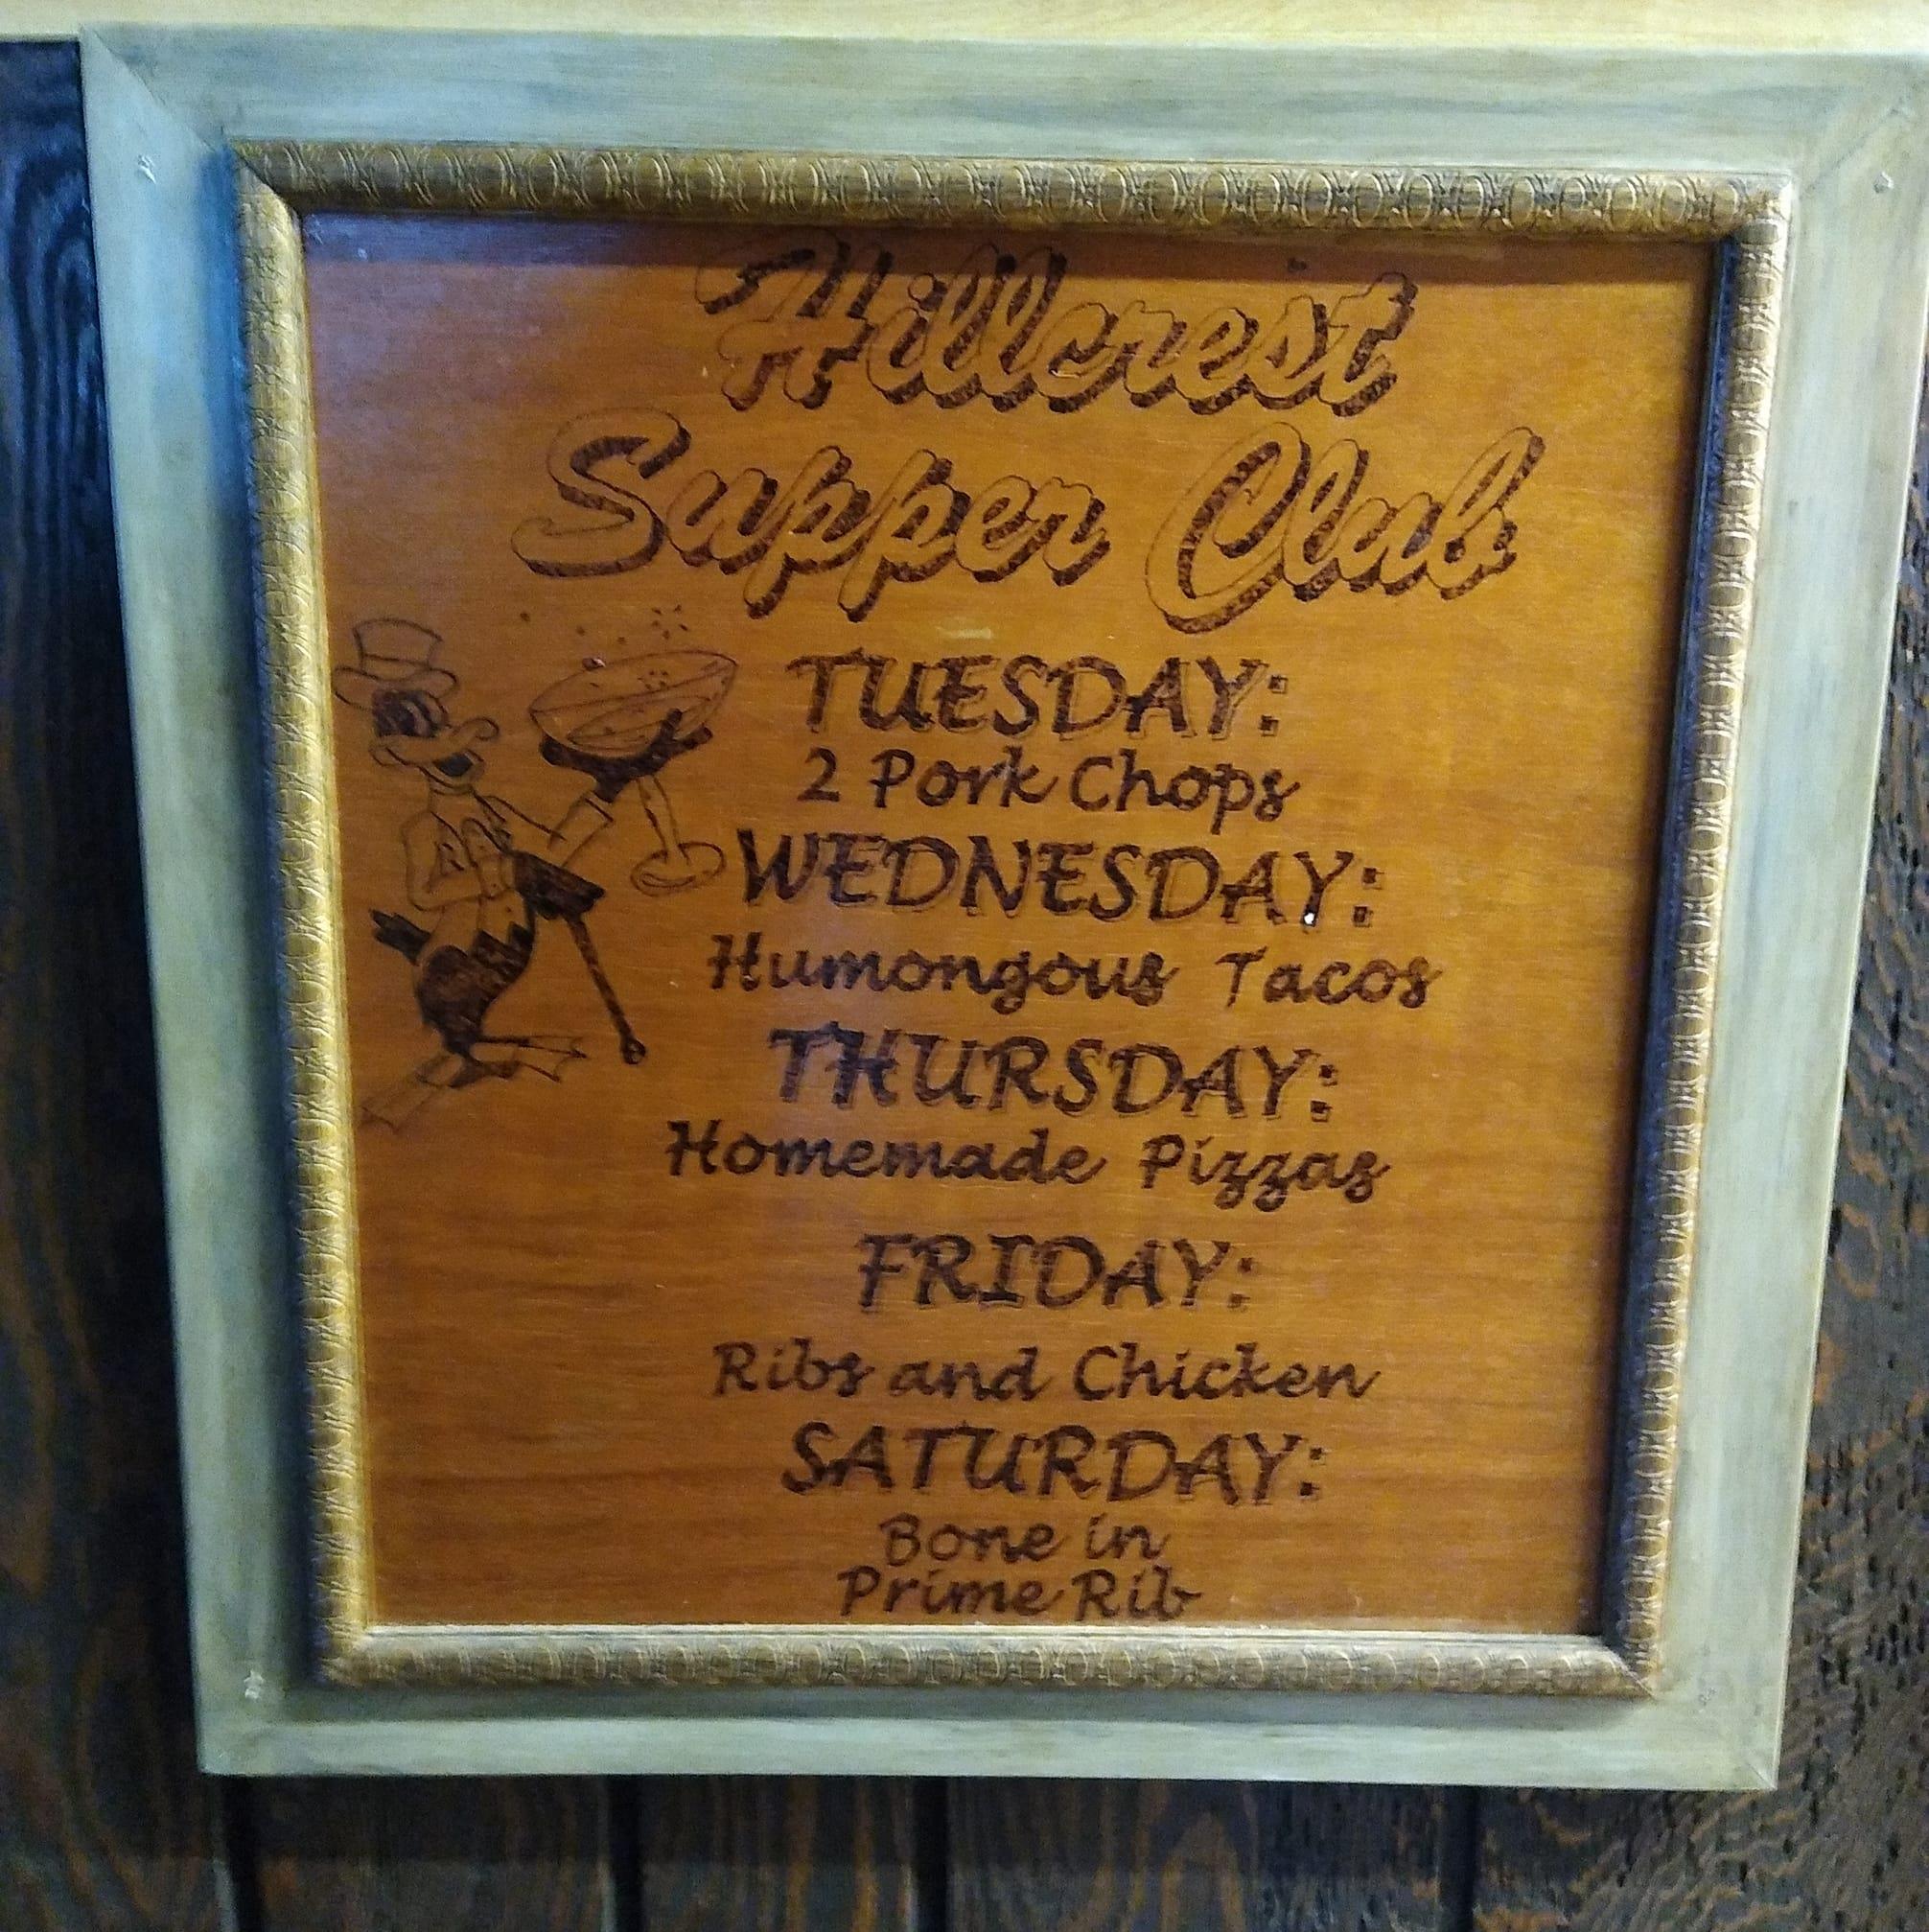 Hillcrest
Supper Club
TUESDAY:
2 Pork Chops
WEDNESDAY:
Humongous Tacos
THURSDAY:
Homemade Pizzas
FRIDAY:
Ribs and Chicken
SATURDAY:
Bone in
Prime Rib